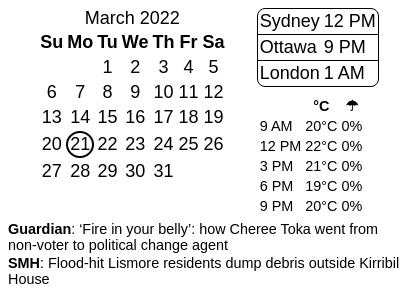 March 2022
Su Mo Tu We Th Fr Sa
1 2 3 4 5
6 7 8 9 10 11 12
13 14 15 16 17 18 19
20 21 22 23 24 25 26
27 28 29 30 31
Sydney 12 PM
Ottawa 9 PM
London 1 AM
°C ☂
9 AM 20°C 0%
12 PM 22°C 0%
3 PM 21°C 0%
6 PM 19°C 0%
9 PM 20°C 0%
Guardian: ‘Fire in your belly’: how Cheree Toka went from
non-voter to political change agent
SMH: Flood-hit Lismore residents dump debris outside Kirribil
House